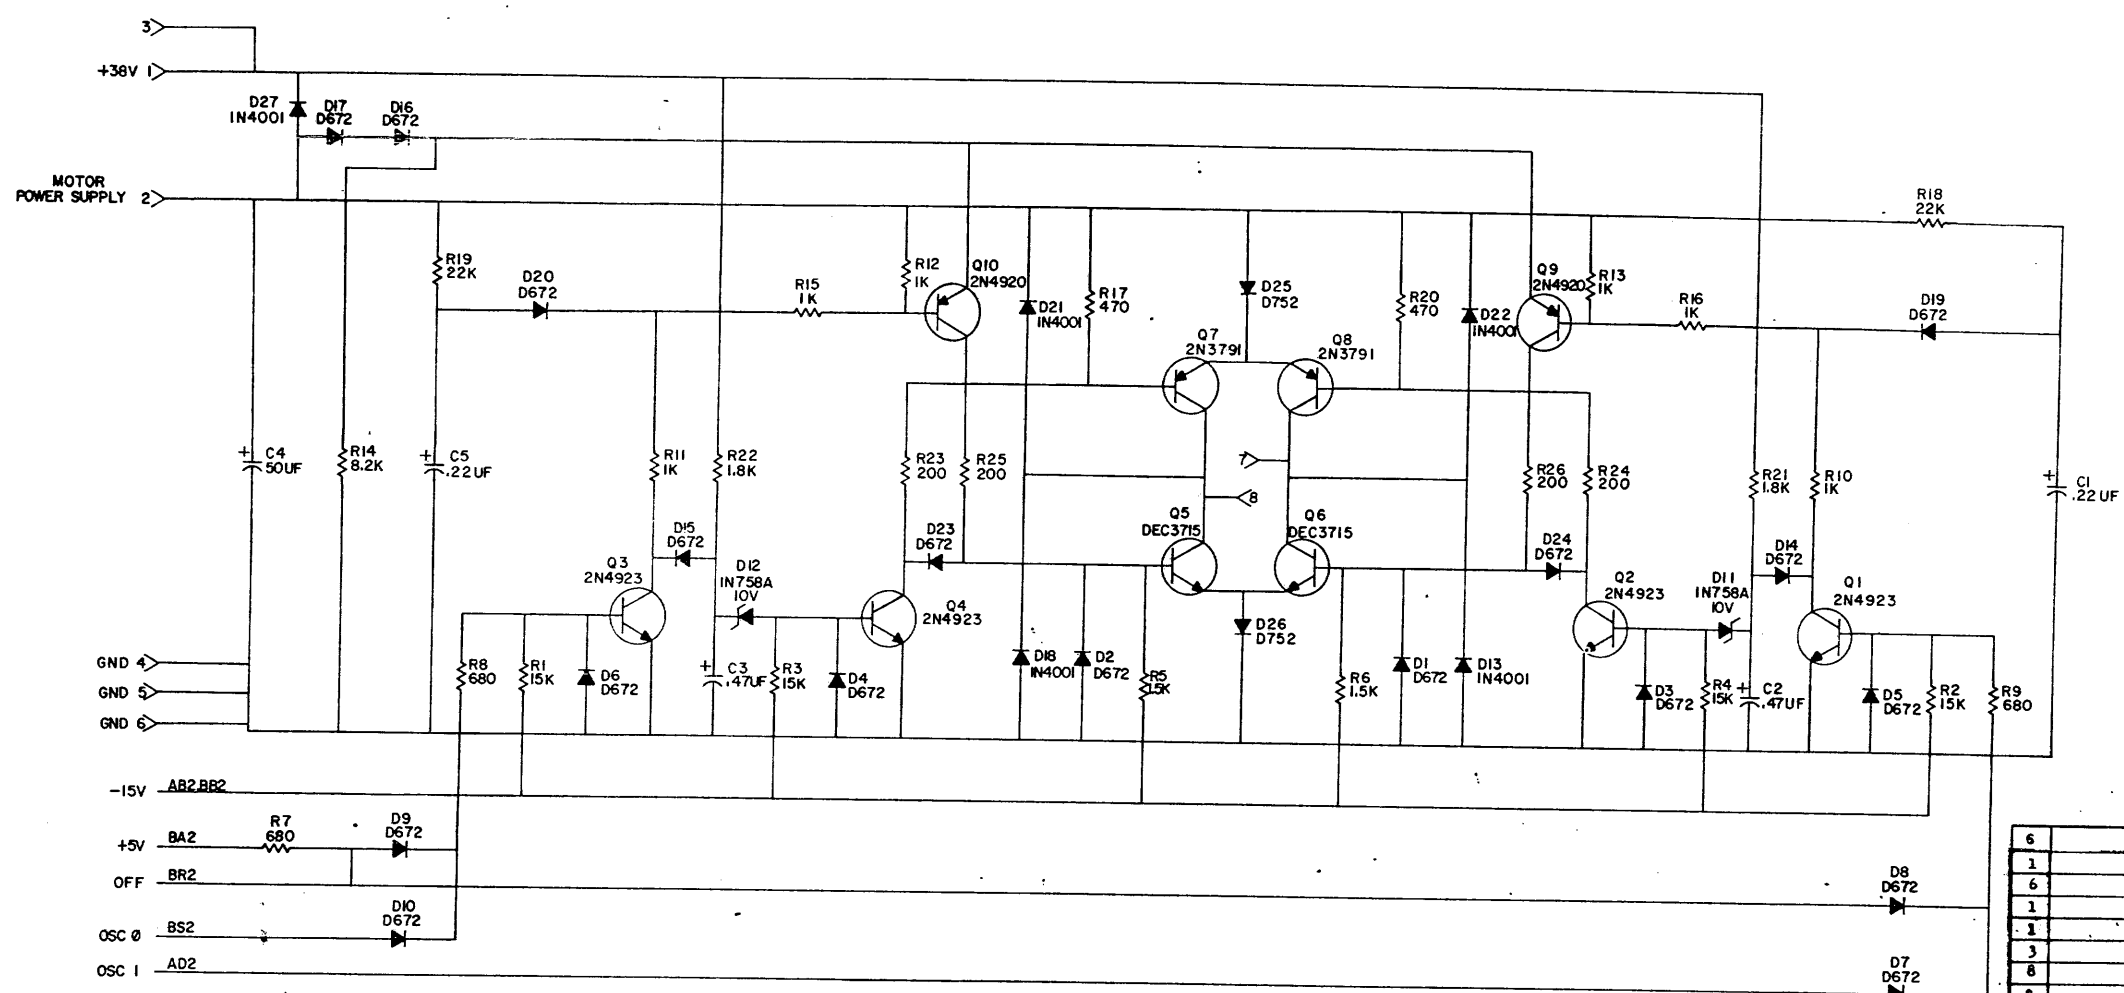 3
+38V 1
D27
1N4001
D17
D672
D16
D672
MOTOR
POWER SUPPLY 2
R18
22K
R19
22K
D20
D672
R15
1K
R12
1K
Q10
2N4920
D21
1N4001
R17
470
D25
D752
R20
470
D22
1N4001
Q9
2N4920
R13
1K
R16
1K
D19
D672
Q7
2N3791
Q8
2N3791
+ C4
50UF
R14
8.2K
+ C5
.22UF
R11
1K
R22
1.8K
R23
200
R25
200
7
8
R26
200
R24
200
R21
1.8K
R10
1K
+ C1
.22UF
Q5
DEC3715
Q6
DEC3715
D15
D672
D23
D672
D24
D672
D14
D672
Q3
2N4923
D12
1N758A
10V
Q4
2N4923
D26
D752
Q2
2N4923
D11
1N758A
10V
Q1
2N4923
GND 4
GND 5
GND 6
R8
680
R1
15K
D6
D672
+ C3
.47UF
R3
15K
D4
D672
D18
1N4001
D2
D672
R5
1.5K
R6
1.5K
D1
D672
D13
1N4001
D3
D672
R4
15K
+ C2
.47UF
D5
D672
R2
15K
R9
680
-15V AB2,BB2
R7
680
D9
D672
+5V BA2
OFF BR2
D8
D672
D10
D672
OSC 0 BS2
OSC 1 AD2
D7
D672
6
1
6
1
1
3
8